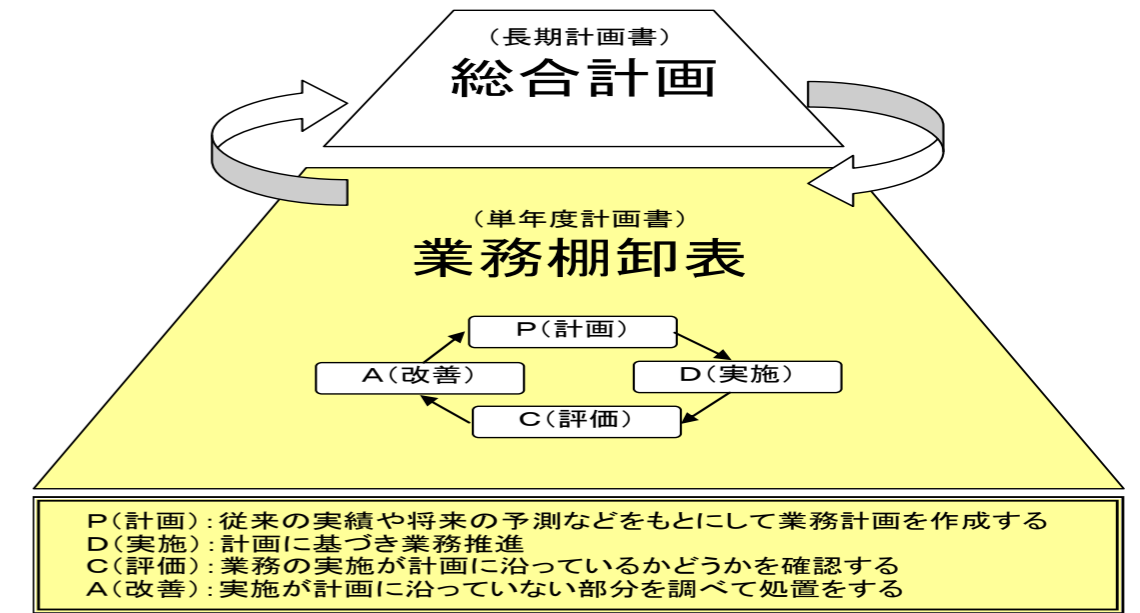 (長期計画書)
総合計画
(単年度計画書)
業務棚卸表
P(計画)
A(改善)
D(実施)
C(評価)
P(計画):従来の実績や将来の予測などをもとにして業務計画を作成する
D(実施):計画に基づき業務推進
C(評価):業務の実施が計画に沿っているかどうかを確認する
A(改善):実施が計画に沿っていない部分を調べて処置をする